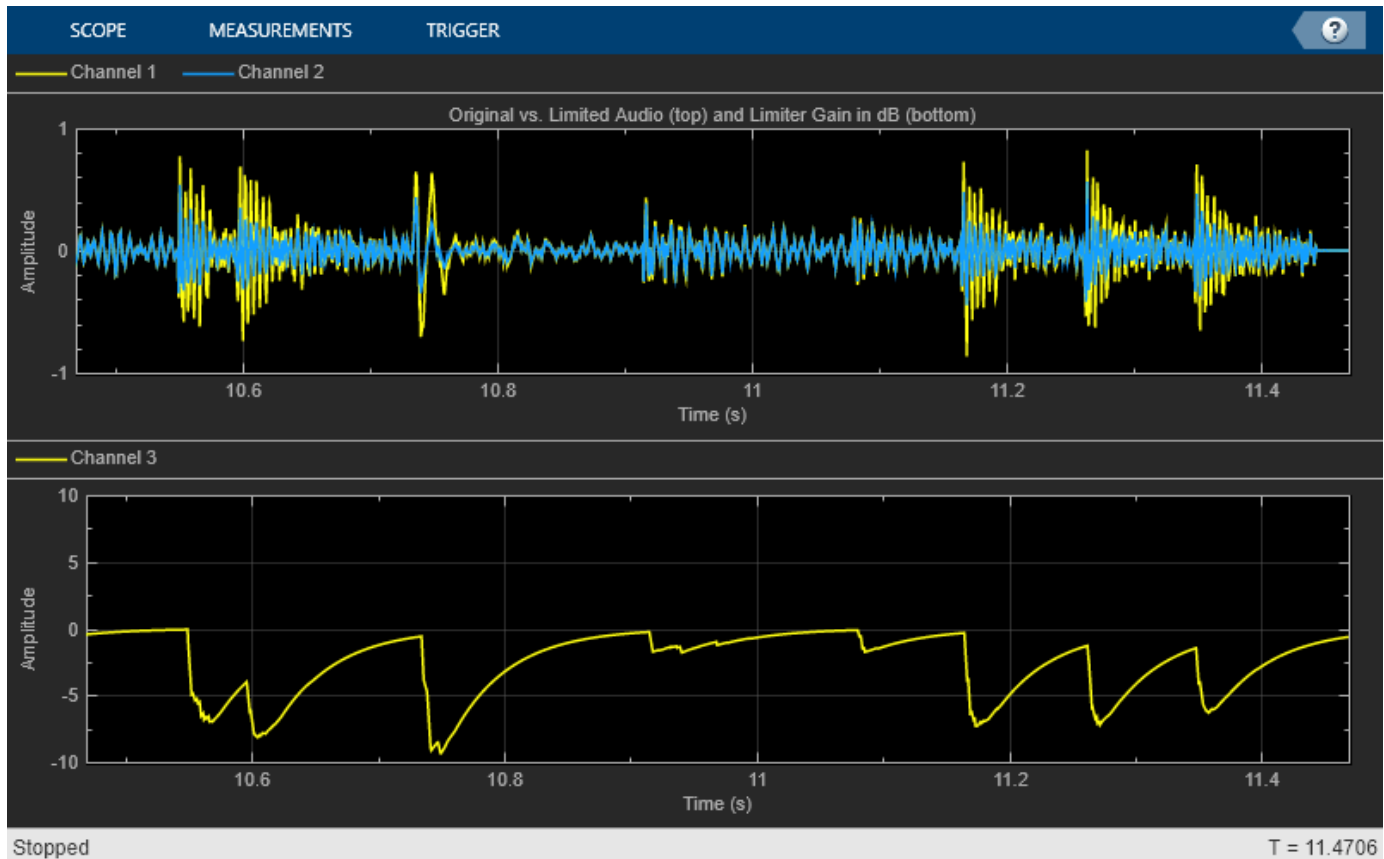 SCOPE MEASUREMENTS TRIGGER ?
Channel 1 Channel 2
Original vs. Limited Audio (top) and Limiter Gain in dB (bottom)
1
0
-1
Amplitude
10.6 10.8 11 11.2 11.4
Time (s)
Channel 3
10
5
0
-5
-10
Amplitude
10.6 10.8 11 11.2 11.4
Time (s)
Stopped T = 11.4706